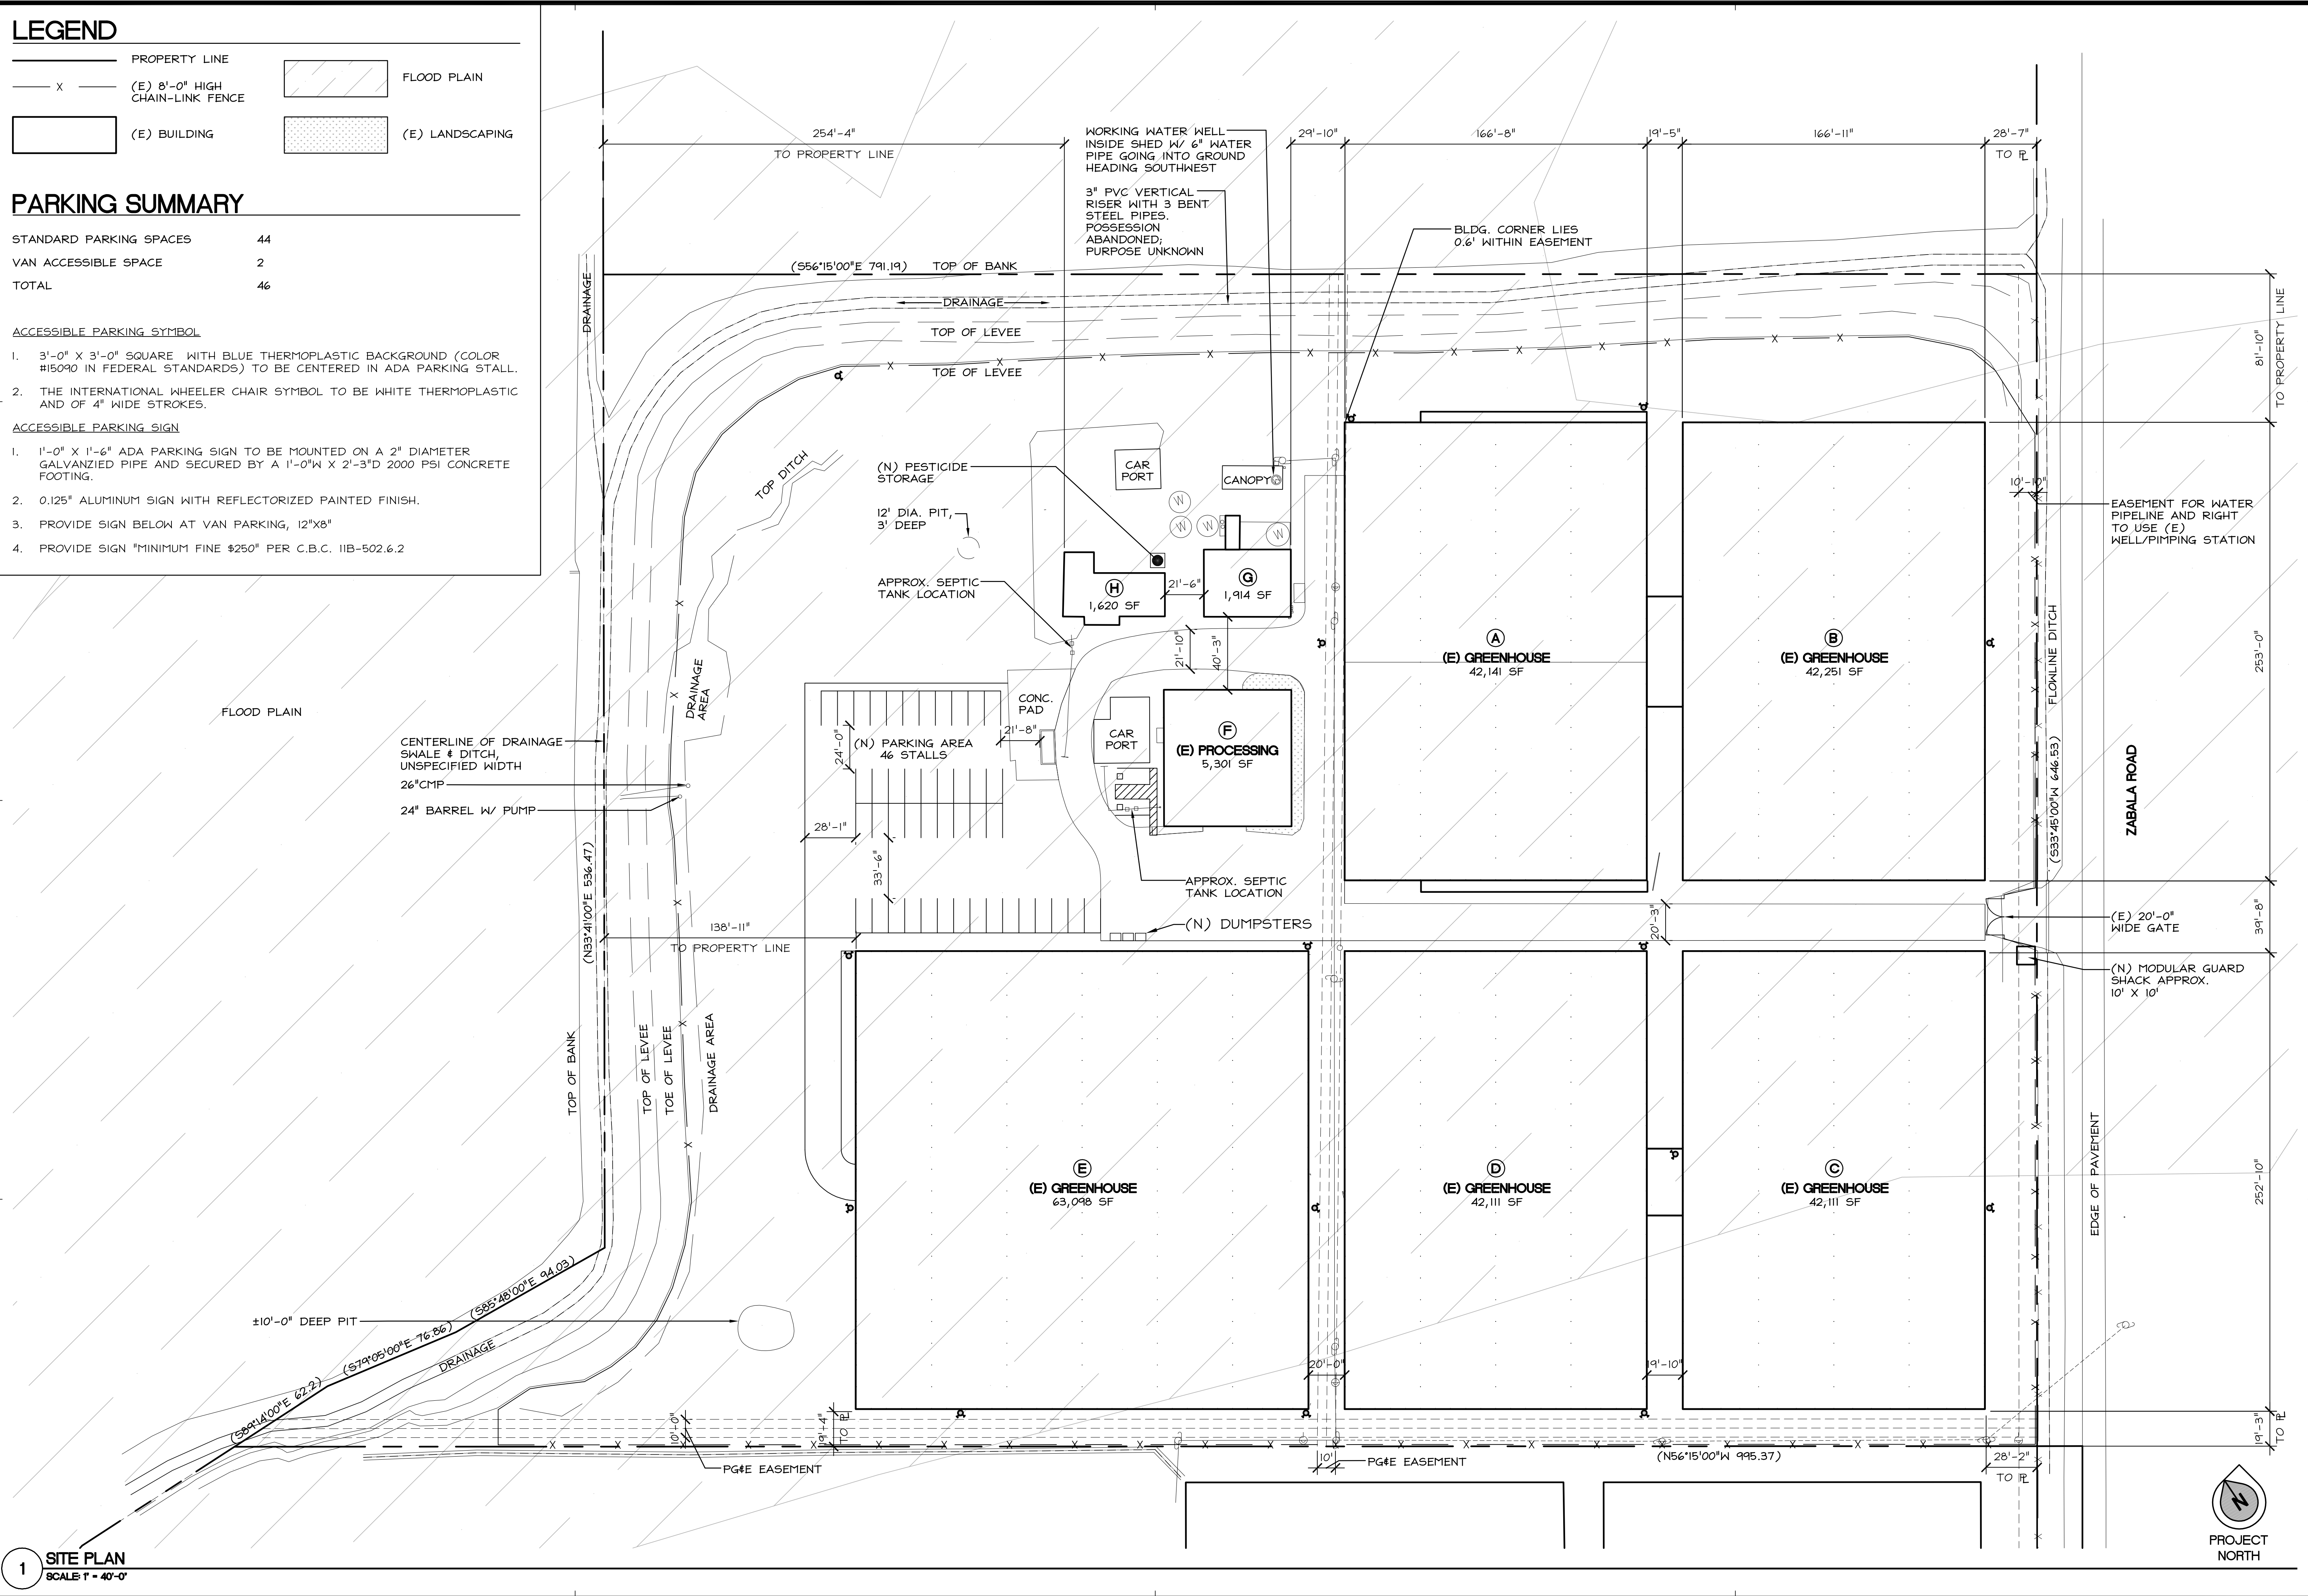 LEGEND
PROPERTY LINE
X
(E) 8'-0" HIGH
CHAIN-LINK FENCE
(E) BUILDING
FLOOD PLAIN
(E) LANDSCAPING
PARKING SUMMARY
STANDARD PARKING SPACES 44
VAN ACCESSIBLE SPACE 2
TOTAL 46
ACCESSIBLE PARKING SYMBOL
1. 3'-0" X 3'-0" SQUARE WITH BLUE THERMOPLASTIC BACKGROUND (COLOR
#15090 IN FEDERAL STANDARDS) TO BE CENTERED IN ADA PARKING STALL.
2. THE INTERNATIONAL WHEELER CHAIR SYMBOL TO BE WHITE THERMOPLASTIC
AND OF 4" WIDE STROKES.
ACCESSIBLE PARKING SIGN
1. 1'-0" X 1'-6" ADA PARKING SIGN TO BE MOUNTED ON A 2" DIAMETER
GALVANZIED PIPE AND SECURED BY A 1'-0"W X 2'-3"D 2000 PSI CONCRETE
FOOTING.
2. 0.125" ALUMINUM SIGN WITH REFLECTORIZED PAINTED FINISH.
3. PROVIDE SIGN BELOW AT VAN PARKING, 12"X8"
4. PROVIDE SIGN "MINIMUM FINE $250" PER C.B.C. 11B-502.6.2
254'-4"
TO PROPERTY LINE
WORKING WATER WELL
INSIDE SHED W/ 6" WATER
PIPE GOING INTO GROUND
HEADING SOUTHWEST
3" PVC VERTICAL
RISER WITH 3 BENT
STEEL PIPES.
POSSESSION
ABANDONED;
PURPOSE UNKNOWN
29'-10"
166'-8"
19'-5"
166'-11"
28'-7"
TO PL
BLDG. CORNER LIES
0.6' WITHIN EASEMENT
(S56°15'00"E 791.19)
TOP OF BANK
DRAINAGE
DRAINAGE
TOP OF LEVEE
TOE OF LEVEE
81'-10"
TO PROPERTY LINE
TOP DITCH
(N) PESTICIDE
STORAGE
CAR
PORT
CANOPY
W
W
W
W
12' DIA. PIT,
3' DEEP
APPROX. SEPTIC
TANK LOCATION
H
1,620 SF
21'-6"
G
1,914 SF
21'-10"
40'-3"
A
(E) GREENHOUSE
42,141 SF
B
(E) GREENHOUSE
42,251 SF
10'-10"
EASEMENT FOR WATER
PIPELINE AND RIGHT
TO USE (E)
WELL/PIMPING STATION
253'-0"
FLOWLINE DITCH
(S33°45'00"W 646.53)
ZABALA ROAD
FLOOD PLAIN
DRAINAGE
AREA
CENTERLINE OF DRAINAGE
SWALE & DITCH,
UNSPECIFIED WIDTH
26"CMP
24" BARREL W/ PUMP
CONC.
PAD
21'-8"
24'-0"
(N) PARKING AREA
46 STALLS
CAR
PORT
F
(E) PROCESSING
5,301 SF
28'-1"
33'-6"
(N33°41'00"E 536.47)
APPROX. SEPTIC
TANK LOCATION
(N) DUMPSTERS
138'-11"
TO PROPERTY LINE
20'-3"
39'-8"
(E) 20'-0"
WIDE GATE
(N) MODULAR GUARD
SHACK APPROX.
10' X 10'
TOP OF BANK
TOP OF LEVEE
TOE OF LEVEE
DRAINAGE AREA
E
(E) GREENHOUSE
63,098 SF
D
(E) GREENHOUSE
42,111 SF
C
(E) GREENHOUSE
42,111 SF
EDGE OF PAVEMENT
252'-10"
±10'-0" DEEP PIT
(S85°48'00"E 94.03)
(S79°05'00"E 76.86)
(S89°14'00"E 62.2)
DRAINAGE
20'-0"
19'-10"
10'-0"
19'-4"
TO PL
PG&E EASEMENT
10'
PG&E EASEMENT
(N56°15'00"W 995.37)
28'-2"
TO PL
19'-3"
TO PL
N
PROJECT
NORTH
1
SITE PLAN
SCALE: 1" = 40'-0"